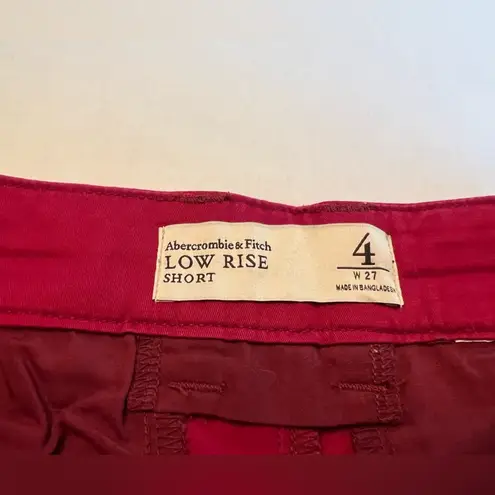 Abercrombie & Fitch
LOW RISE
SHORT
4
W 27
MADE IN BANGLADESH